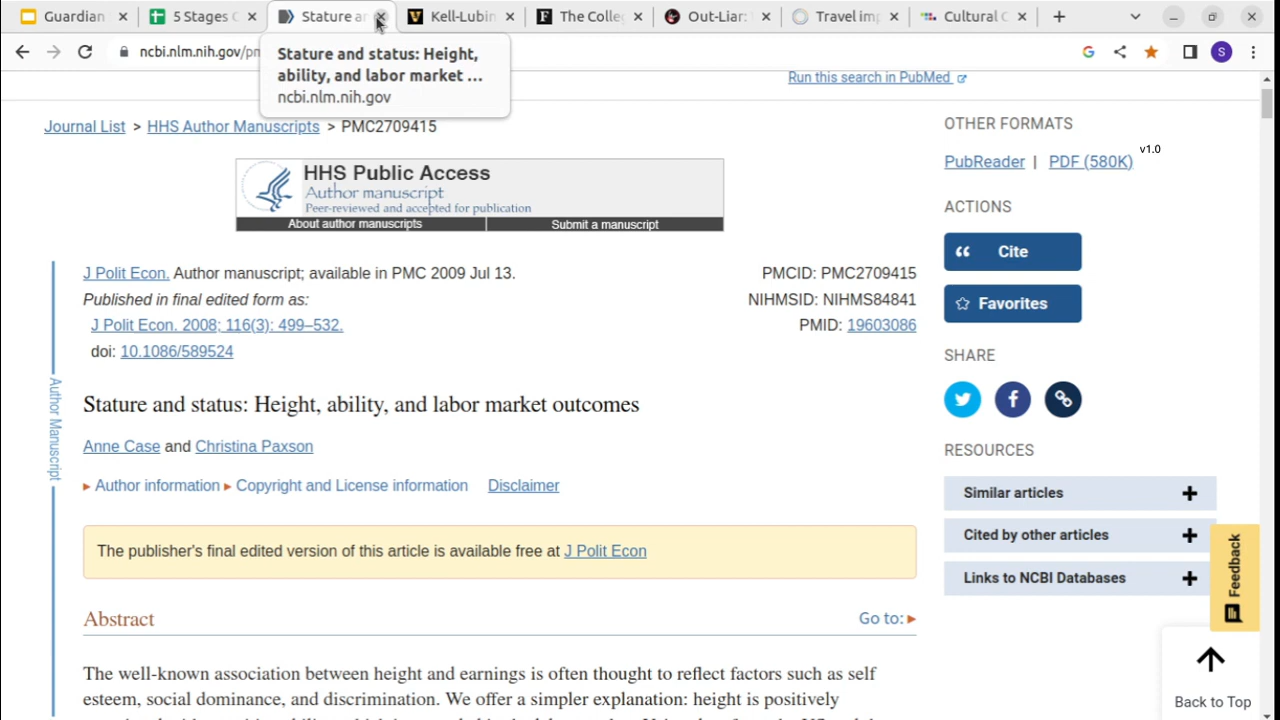 Guardian
5 Stages C
Stature an
Kell-Lubin
The Colle
Out-Liar:
Travel im
Cultural C
ncbi.nlm.nih.gov/pm
S
Stature and status: Height,
ability, and labor market ...
ncbi.nlm.nih.gov
Run this search in PubMed
Journal List > HHS Author Manuscripts > PMC2709415
HHS Public Access
Author manuscript
Peer-reviewed and accepted for publication
About author manuscripts
Submit a manuscript
J Polit Econ. Author manuscript; available in PMC 2009 Jul 13.
Published in final edited form as:
J Polit Econ. 2008; 116(3): 499–532.
doi: 10.1086/589524
PMCID: PMC2709415
NIHMSID: NIHMS84841
PMID: 19603086
Author Manuscript
Stature and status: Height, ability, and labor market outcomes
Anne Case and Christina Paxson
▸ Author information ▸ Copyright and License information Disclaimer
The publisher's final edited version of this article is available free at J Polit Econ
Abstract
Go to: ▸
The well-known association between height and earnings is often thought to reflect factors such as self
esteem, social dominance, and discrimination. We offer a simpler explanation: height is positively
OTHER FORMATS
v1.0
PubReader | PDF (580K)
ACTIONS
Cite
Favorites
SHARE
RESOURCES
Similar articles
Cited by other articles
Links to NCBI Databases
Feedback
Back to Top